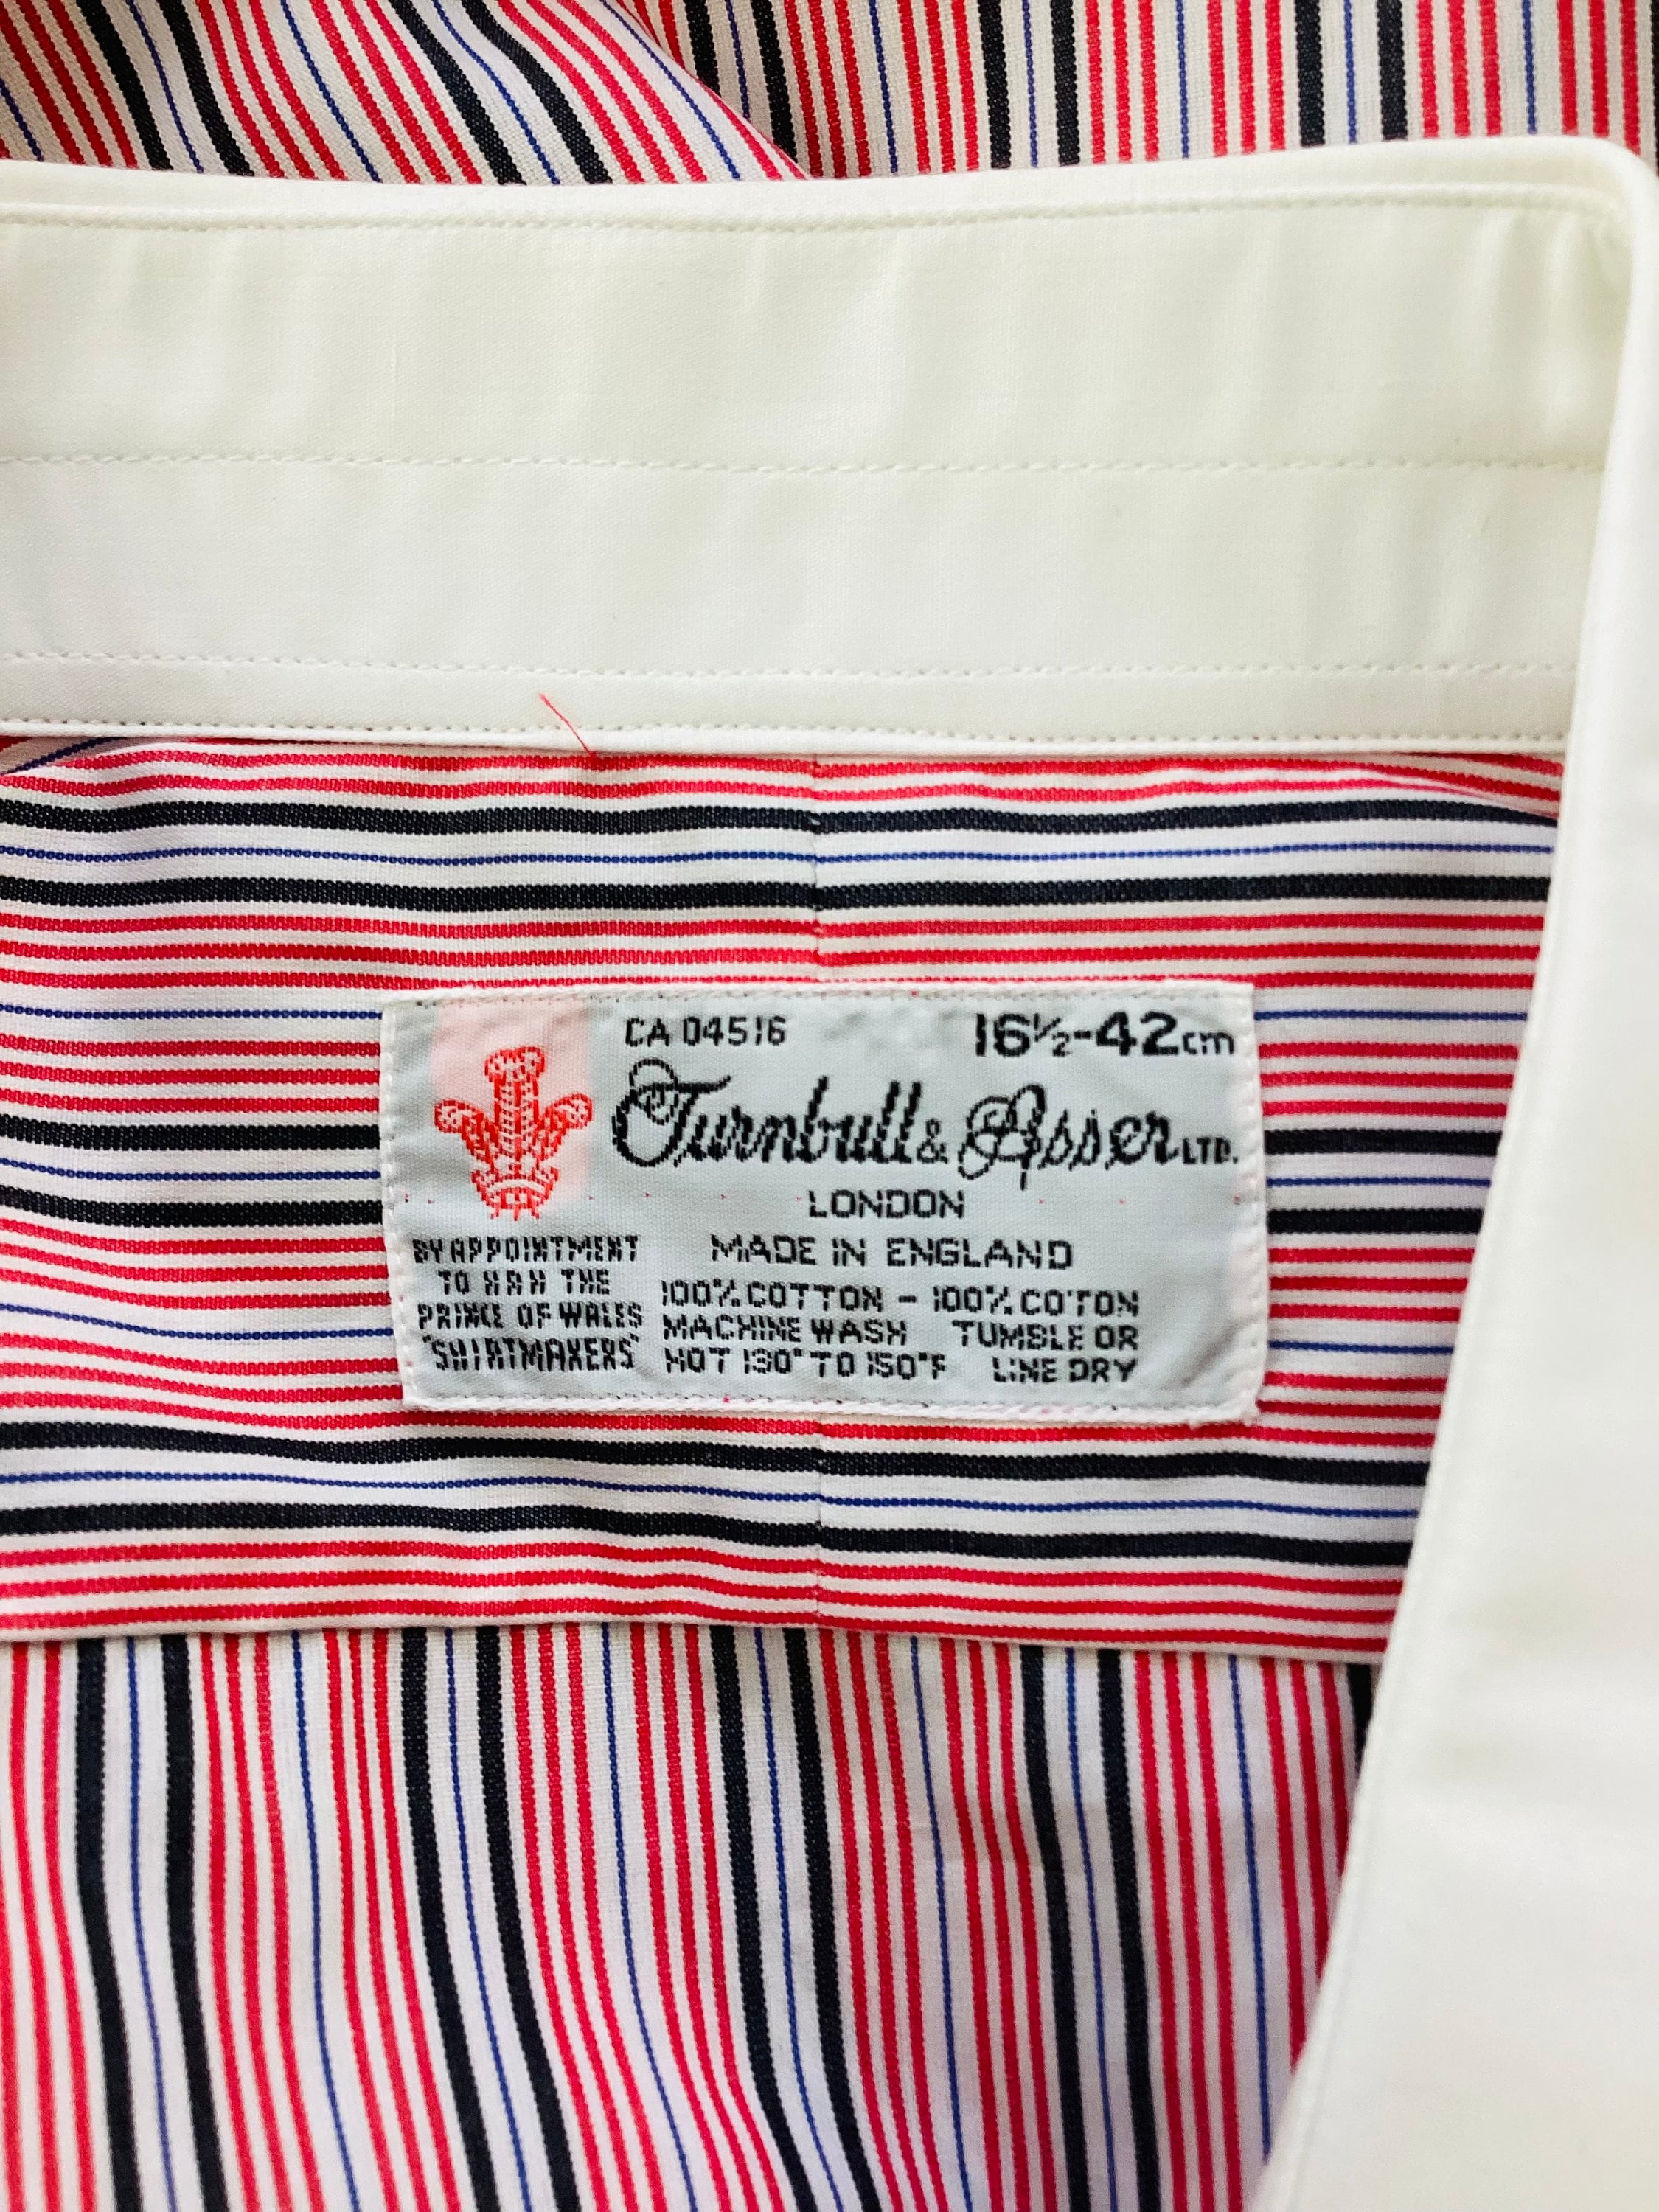 CA 04516 16½-42cm
Turnbull & Asser LTD.
LONDON
MADE IN ENGLAND
100% COTTON - 100% COTON
MACHINE WASH TUMBLE OR
HOT 130° TO 150°F LINE DRY
BY APPOINTMENT
TO HRH THE
PRINCE OF WALES
"SHIRTMAKERS"